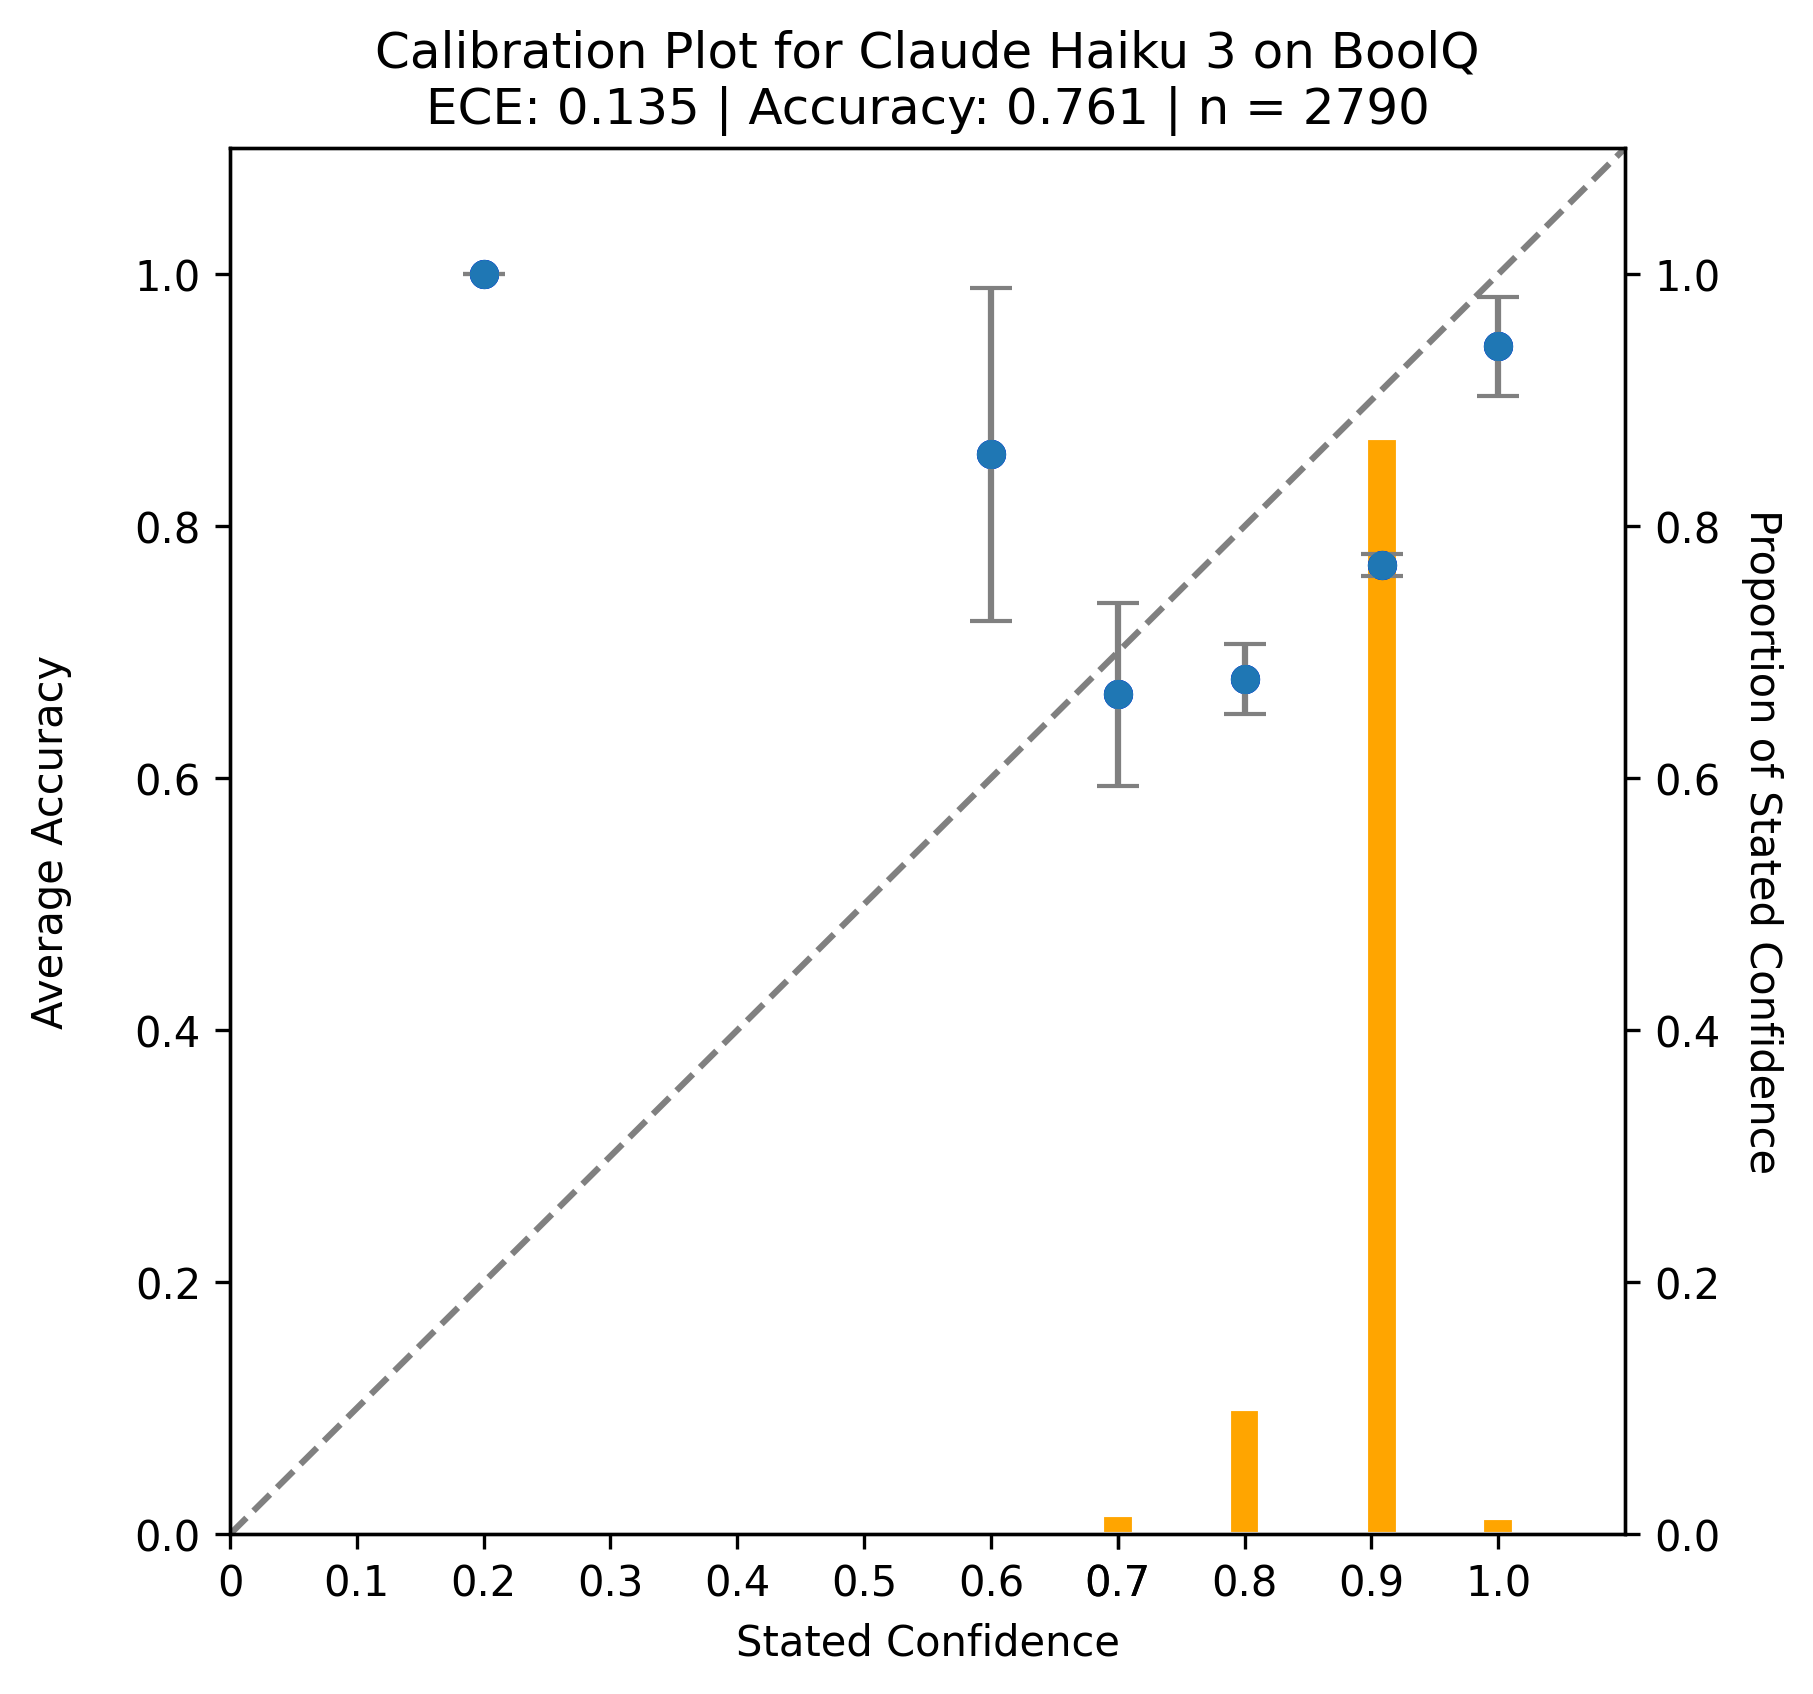 Calibration Plot for Claude Haiku 3 on BoolQ
ECE: 0.135 | Accuracy: 0.761 | n = 2790
Average Accuracy
1.0
0.8
0.6
0.4
0.2
0.0
1.0
0.8
0.6
0.4
0.2
0.0
Proportion of Stated Confidence
0 0.1 0.2 0.3 0.4 0.5 0.6 0.7 0.8 0.9 1.0
Stated Confidence